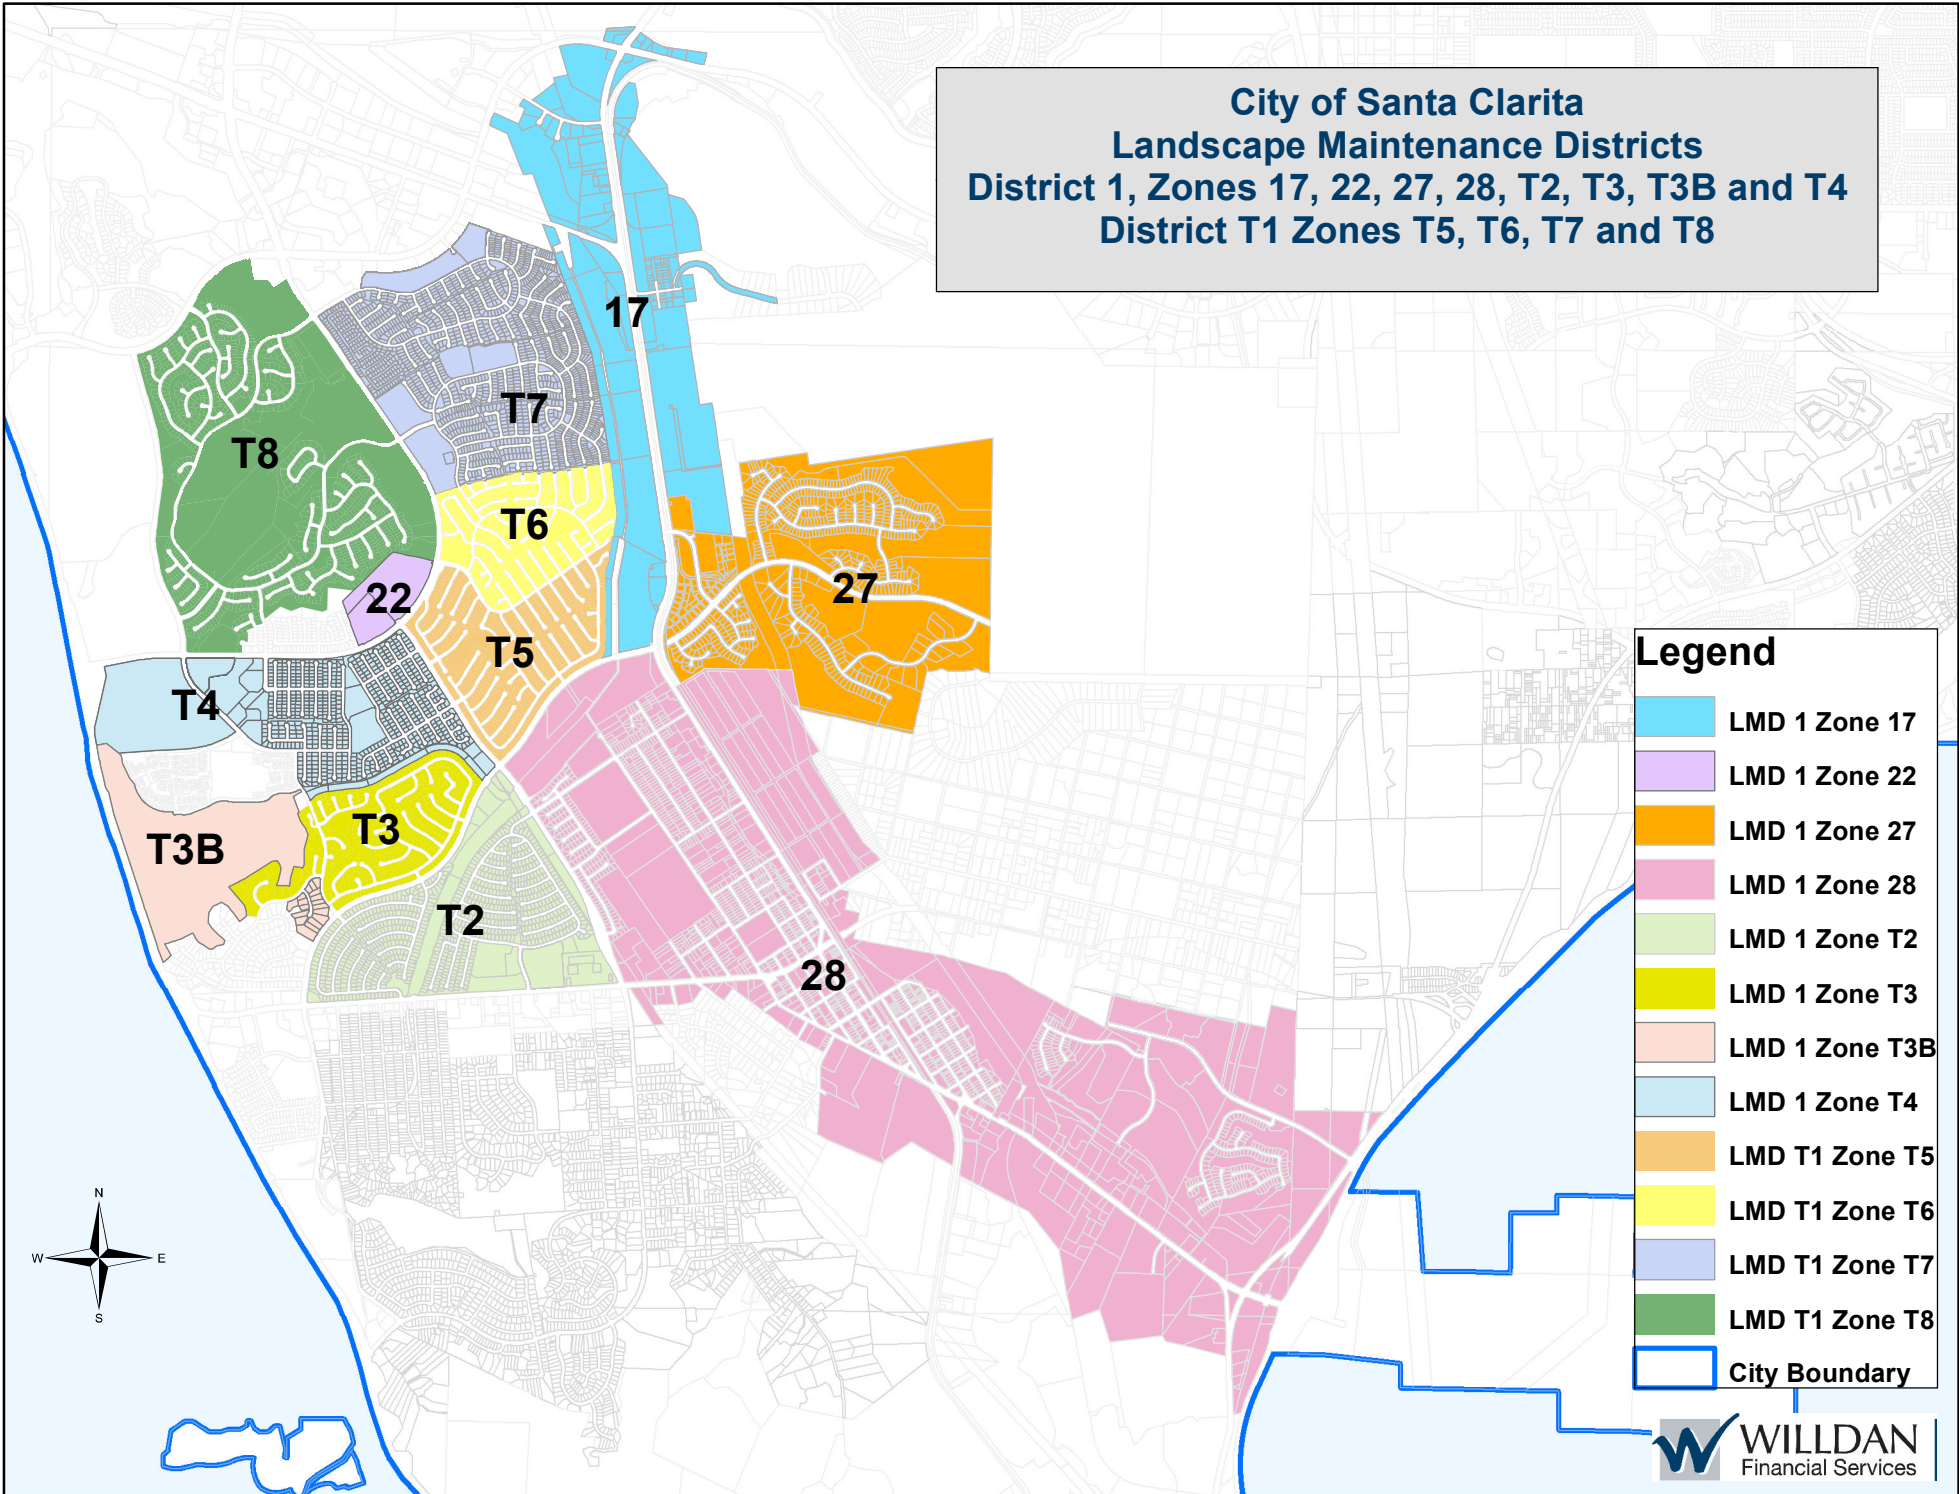 City of Santa Clarita
Landscape Maintenance Districts
District 1, Zones 17, 22, 27, 28, T2, T3, T3B and T4
District T1 Zones T5, T6, T7 and T8
17
T7
T8
T6
27
22
T5
T4
T3
T3B
T2
28
Legend
LMD 1 Zone 17
LMD 1 Zone 22
LMD 1 Zone 27
LMD 1 Zone 28
LMD 1 Zone T2
LMD 1 Zone T3
LMD 1 Zone T3B
LMD 1 Zone T4
LMD T1 Zone T5
LMD T1 Zone T6
LMD T1 Zone T7
LMD T1 Zone T8
City Boundary
N
W E
S
WILLDAN
Financial Services